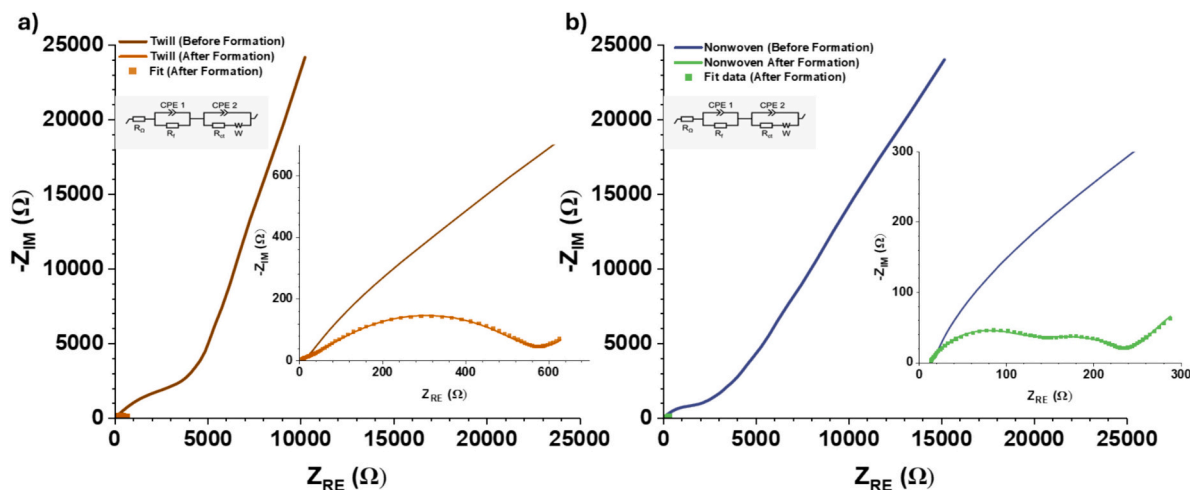 a)
Twill (Before Formation)
Twill (After Formation)
Fit (After Formation)
CPE 1 CPE 2
RΩ Rf Rct W
25000
20000
15000
10000
5000
0
-ZIM (Ω)
0 5000 10000 15000 20000 25000
ZRE (Ω)
600
400
200
0
-ZIM (Ω)
0 200 400 600
ZRE (Ω)
b)
Nonwoven (Before Formation)
Nonwoven After Formation)
Fit data (After Formation)
CPE 1 CPE 2
RΩ Rf Rct W
25000
20000
15000
10000
5000
0
-ZIM (Ω)
0 5000 10000 15000 20000 25000
ZRE (Ω)
300
200
100
0
-ZIM (Ω)
0 100 200 300
ZRE (Ω)